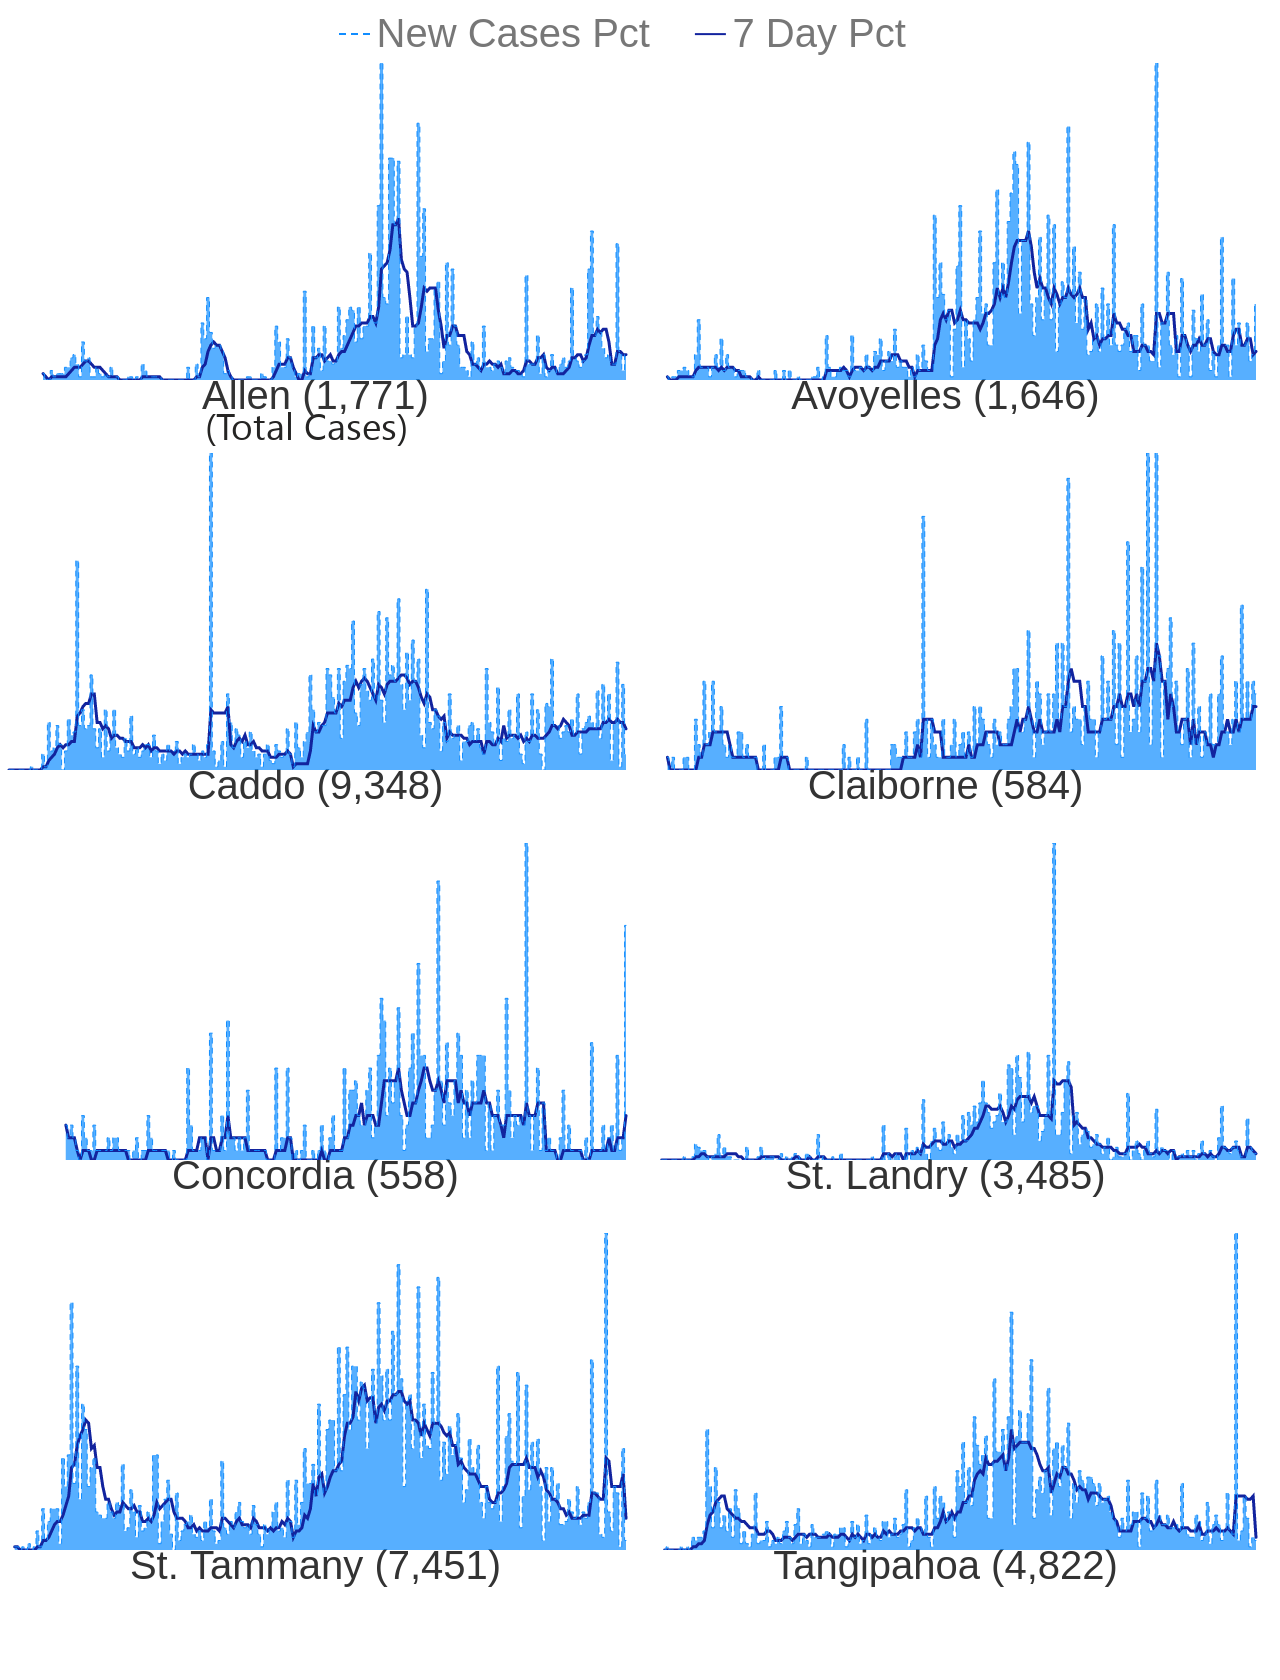 New Cases Pct 7 Day Pct
Allen (1,771)
(Total Cases)
Avoyelles (1,646)
Caddo (9,348)
Claiborne (584)
Concordia (558)
St. Landry (3,485)
St. Tammany (7,451)
Tangipahoa (4,822)